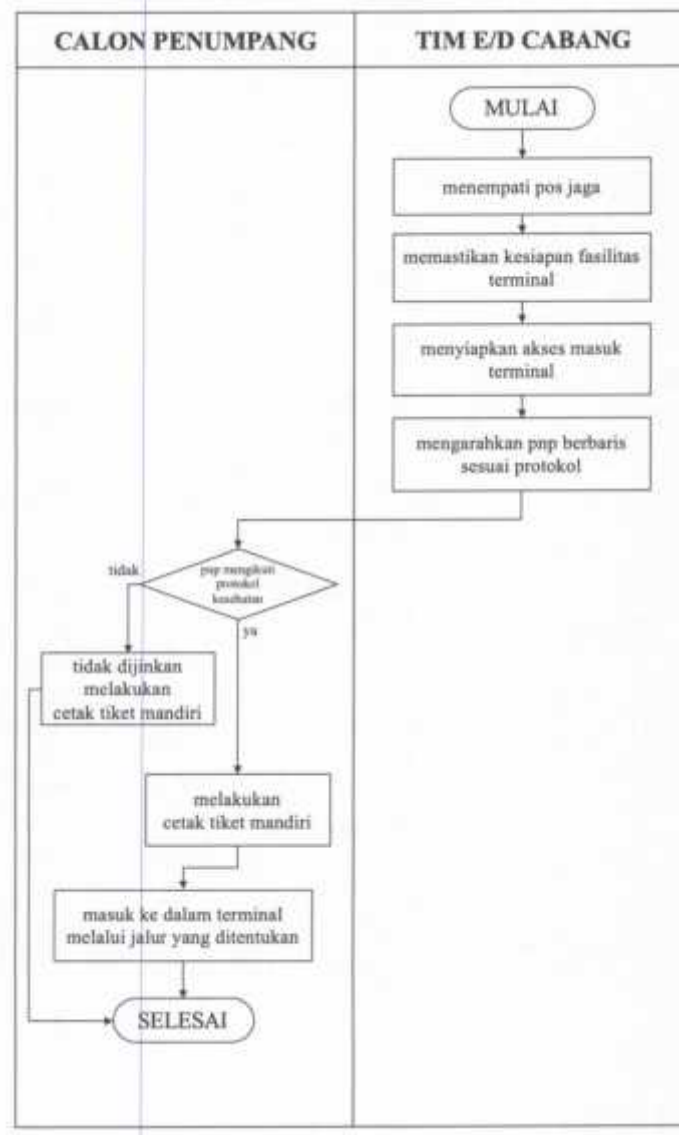 CALON PENUMPANG
TIM E/D CABANG
MULAI
menempati pos jaga
memastikan kesiapan fasilitas
terminal
menyiapkan akses masuk
terminal
mengarahkan pnp berbaris
sesuai protokol
pnp mengikuti
protokol
kesehatan
tidak
ya
tidak dijinkan
melakukan
cetak tiket mandiri
melakukan
cetak tiket mandiri
masuk ke dalam terminal
melalui jalur yang ditentukan
SELESAI